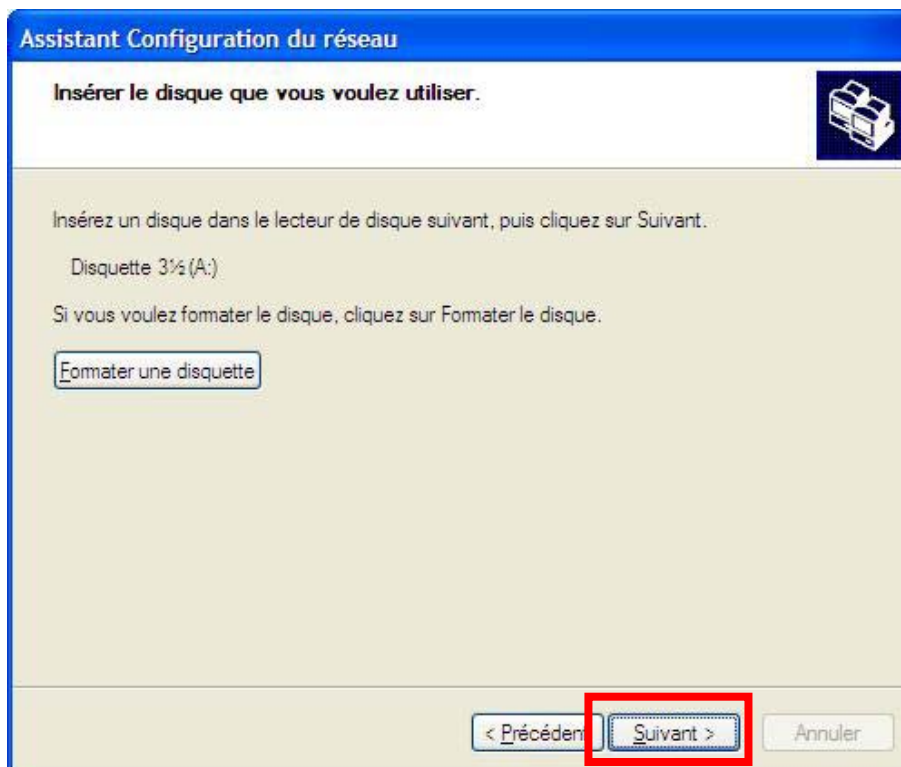 Assistant Configuration du réseau
Insérer le disque que vous voulez utiliser.
Insérez un disque dans le lecteur de disque suivant, puis cliquez sur Suivant.
Disquette 3½ (A:)
Si vous voulez formater le disque, cliquez sur Formater le disque.
Formater une disquette
< Précédent
Suivant >
Annuler